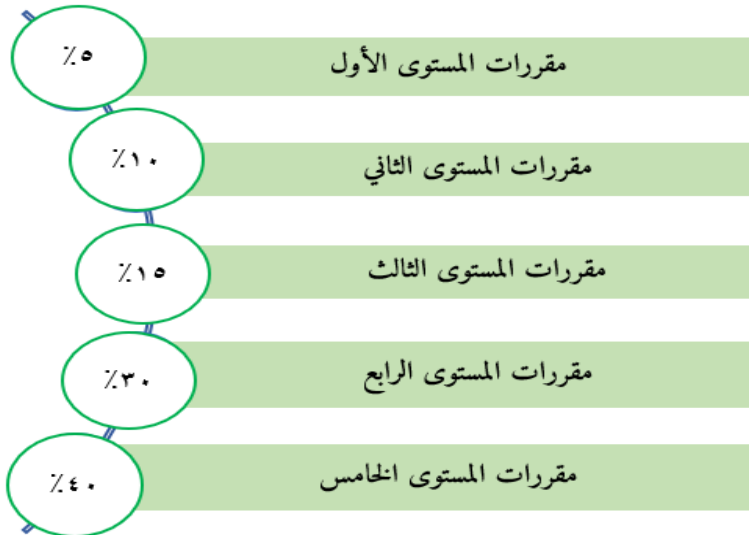 مقررات المستوى الأول ٥٪
مقررات المستوى الثاني ١٠٪
مقررات المستوى الثالث ١٥٪
مقررات المستوى الرابع ٣٠٪
مقررات المستوى الخامس ٤٠٪